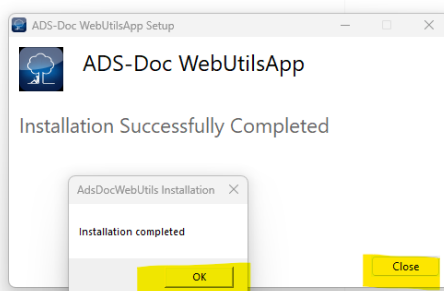 ADS-Doc WebUtilsApp Setup
ADS-Doc WebUtilsApp
Installation Successfully Completed
AdsDocWebUtils Installation
Installation completed
OK
Close